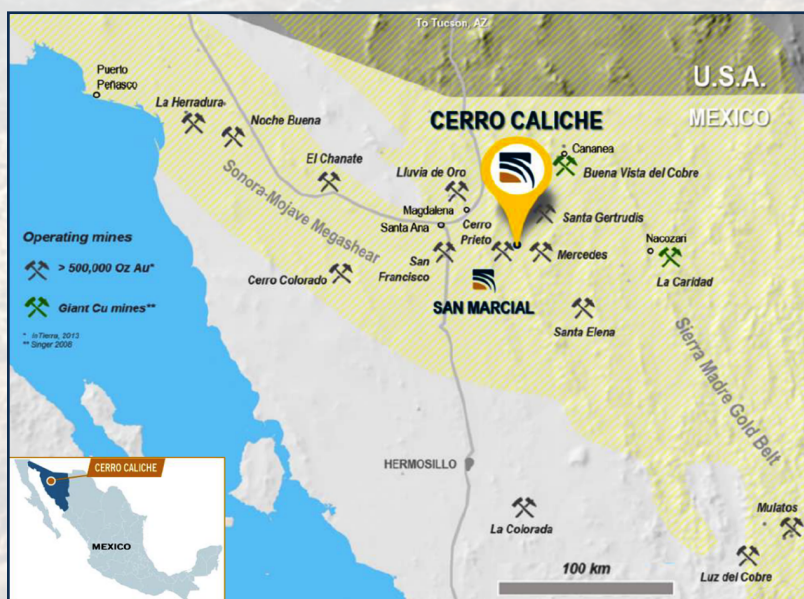 To Tucson, AZ
U.S.A.
MEXICO
Puerto
Peñasco
La Herradura
Noche Buena
El Chanate
CERRO CALICHE
Cananea
Buena Vista del Cobre
Lluvia de Oro
Magdalena
Santa Ana
Cerro
Prieto
Santa Gertrudis
Mercedes
Nacozari
La Caridad
San
Francisco
Cerro Colorado
SAN MARCIAL
Santa Elena
Sonora-Mojave Megashear
Sierra Madre Gold Belt
Operating mines
> 500,000 Oz Au*
Giant Cu mines**
* InTierra, 2013
** Singer 2008
HERMOSILLO
La Colorada
Mulatos
Luz del Cobre
100 km
CERRO CALICHE
MEXICO